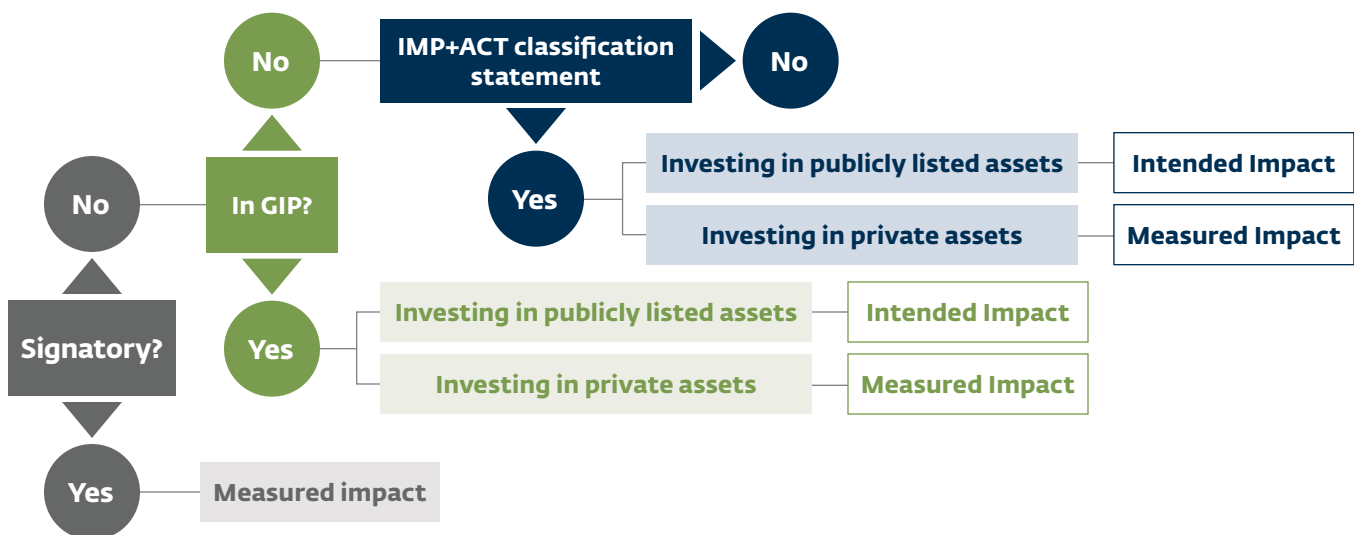 No
IMP+ACT classification
statement
No
Investing in publicly listed assets
Intended Impact
No
In GIP?
Yes
Investing in private assets
Measured Impact
Investing in publicly listed assets
Intended Impact
Signatory?
Yes
Investing in private assets
Measured Impact
Yes
Measured impact